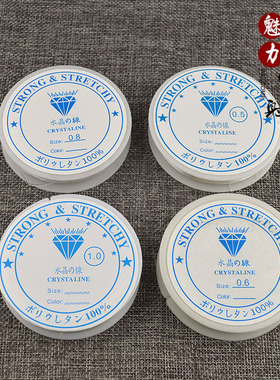 魅
力
STRONG & STRETCHY
水晶の線
CRYSTALINE
Size: 0.8
Color:
ポリウレタン100%
STRONG & STRETCHY
0.5
水晶の線
CRYSTALINE
Size:
Color:
ポリウレタン100%
STRONG & STRETCHY
1.0
水晶の線
CRYSTALINE
Size:
Color:
ポリウレタン100%
STRONG & STRETCHY
水晶の線
CRYSTALINE
Size: 0.6
Color:
ポリウレタン100%